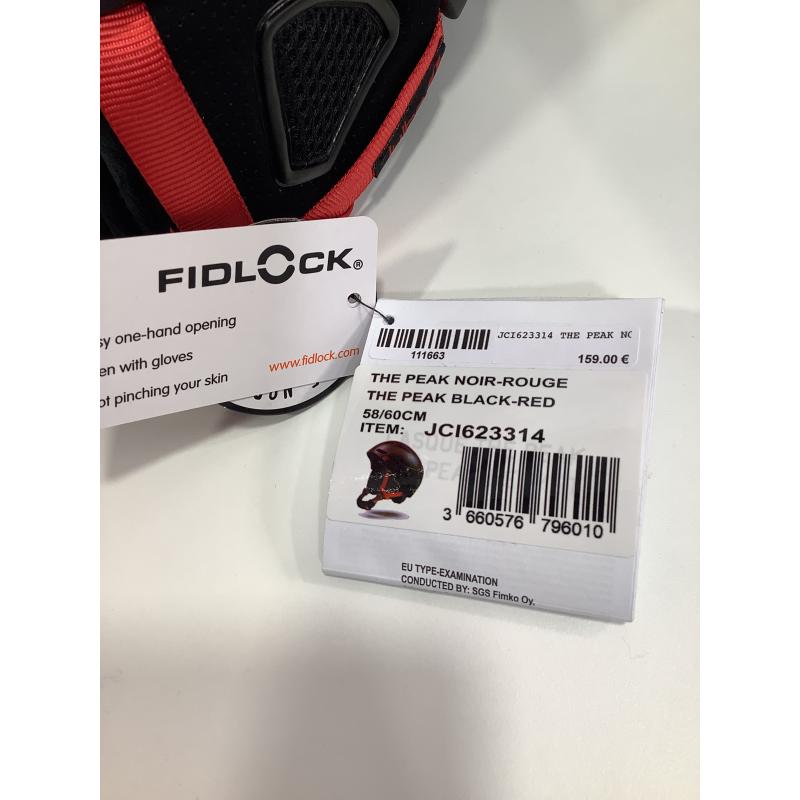 FIDLOCK®
sy one-hand opening
en with gloves
ot pinching your skin
www.fidlock.com
111663
JCI623314 THE PEAK NO
159.00 €
THE PEAK NOIR-ROUGE
THE PEAK BLACK-RED
58/60CM
ITEM: JCI623314
3 660576 796010
EU TYPE-EXAMINATION
CONDUCTED BY: SGS Fimko Oy.